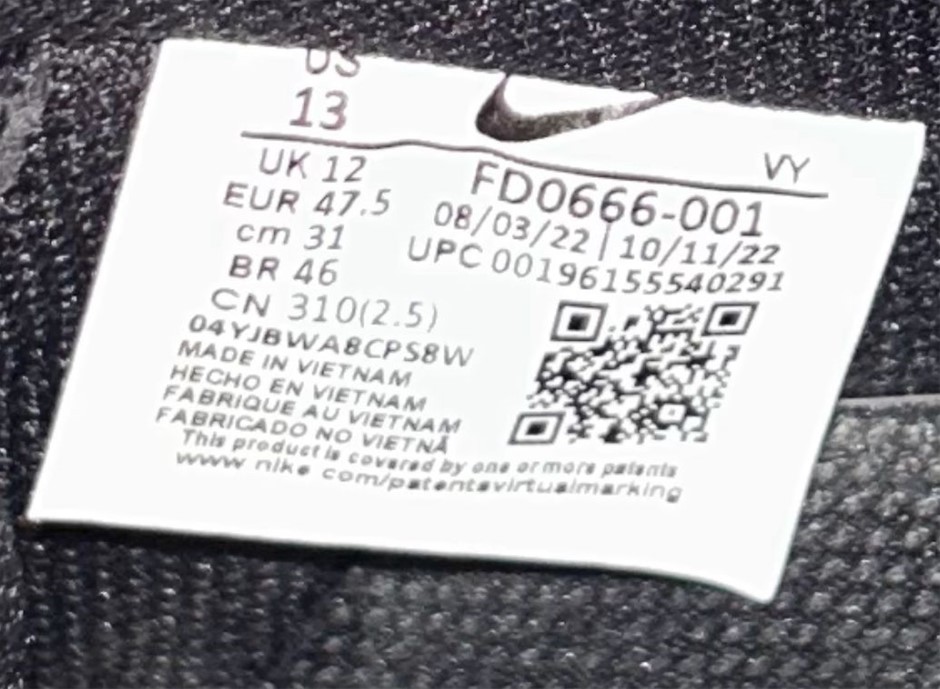 US
13
VY
UK 12
FD0666-001
EUR 47.5
08/03/22 | 10/11/22
cm 31
UPC 00196155540291
BR 46
CN 310(2.5)
04YJBWA8CPS8W
MADE IN VIETNAM
HECHO EN VIETNAM
FABRIQUE AU VIETNAM
FABRICADO NO VIETNÃ
This product is covered by one or more patents
www nike com/patentsvirtualmarking